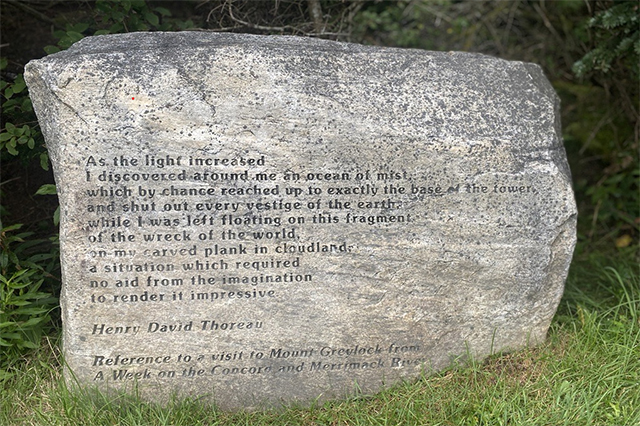 As the light increased
I discovered around me an ocean of mist,
which by chance reached up to exactly the base of the tower,
and shut out every vestige of the earth,
while I was left floating on this fragment
of the wreck of the world,
on my carved plank in cloudland;
a situation which required
no aid from the imagination
to render it impressive.
Henry David Thoreau
Reference to a visit to Mount Greylock from
A Week on the Concord and Merrimack River